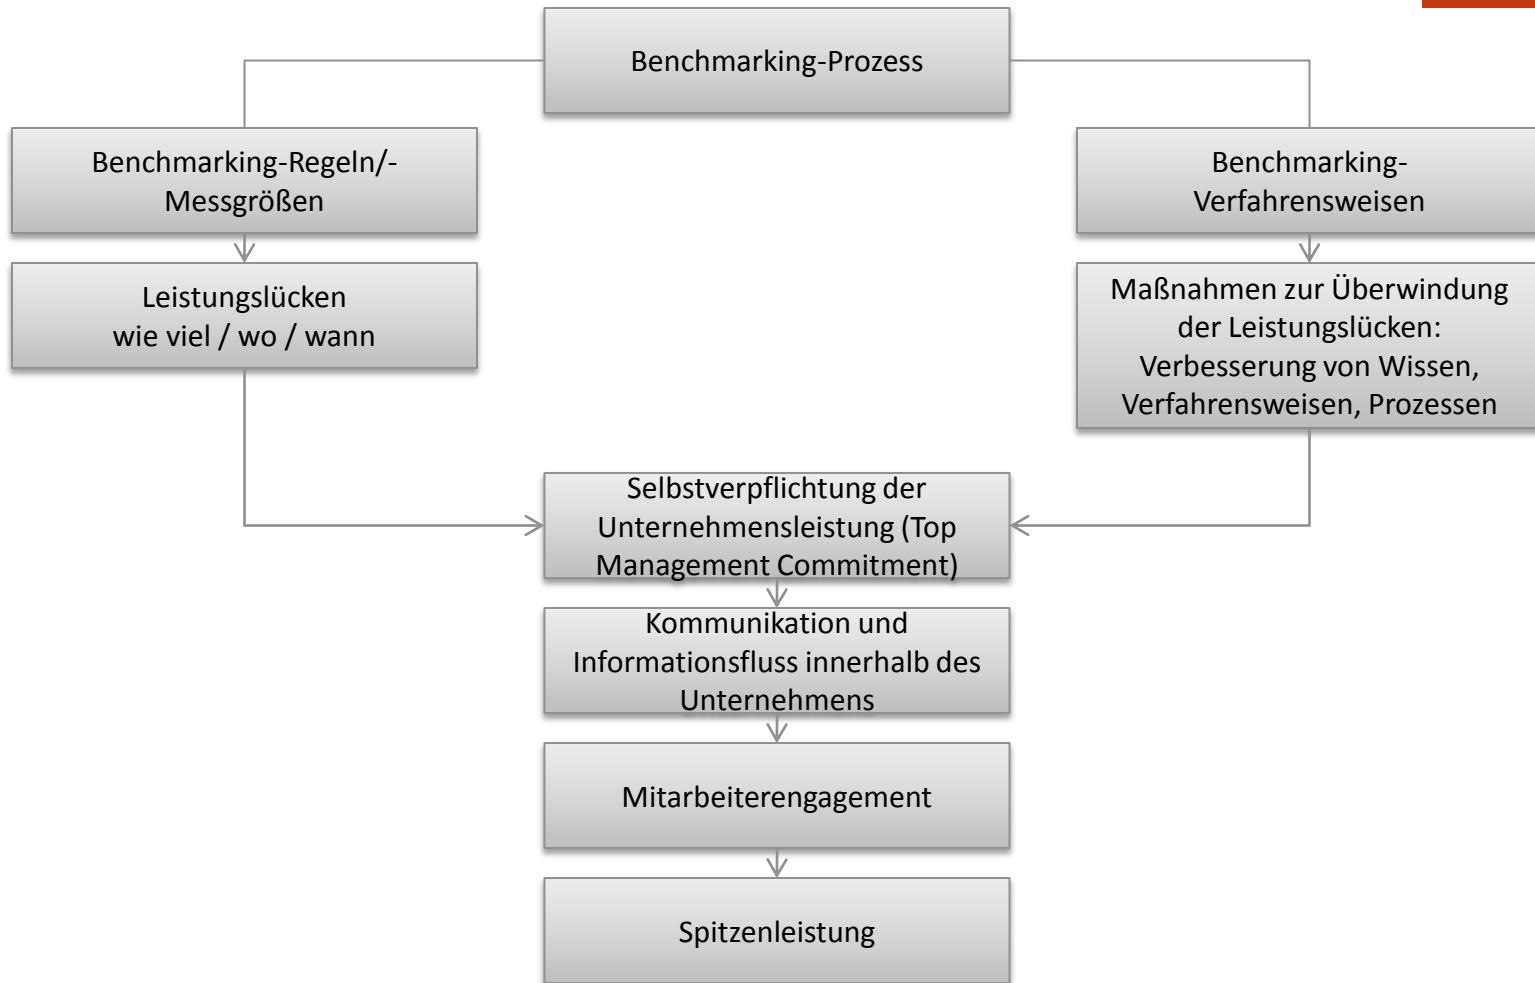 Benchmarking-Prozess
Benchmarking-Regeln/-
Messgrößen
Benchmarking-
Verfahrensweisen
Leistungslücken
wie viel / wo / wann
Maßnahmen zur Überwindung
der Leistungslücken:
Verbesserung von Wissen,
Verfahrensweisen, Prozessen
Selbstverpflichtung der
Unternehmensleistung (Top
Management Commitment)
Kommunikation und
Informationsfluss innerhalb des
Unternehmens
Mitarbeiterengagement
Spitzenleistung